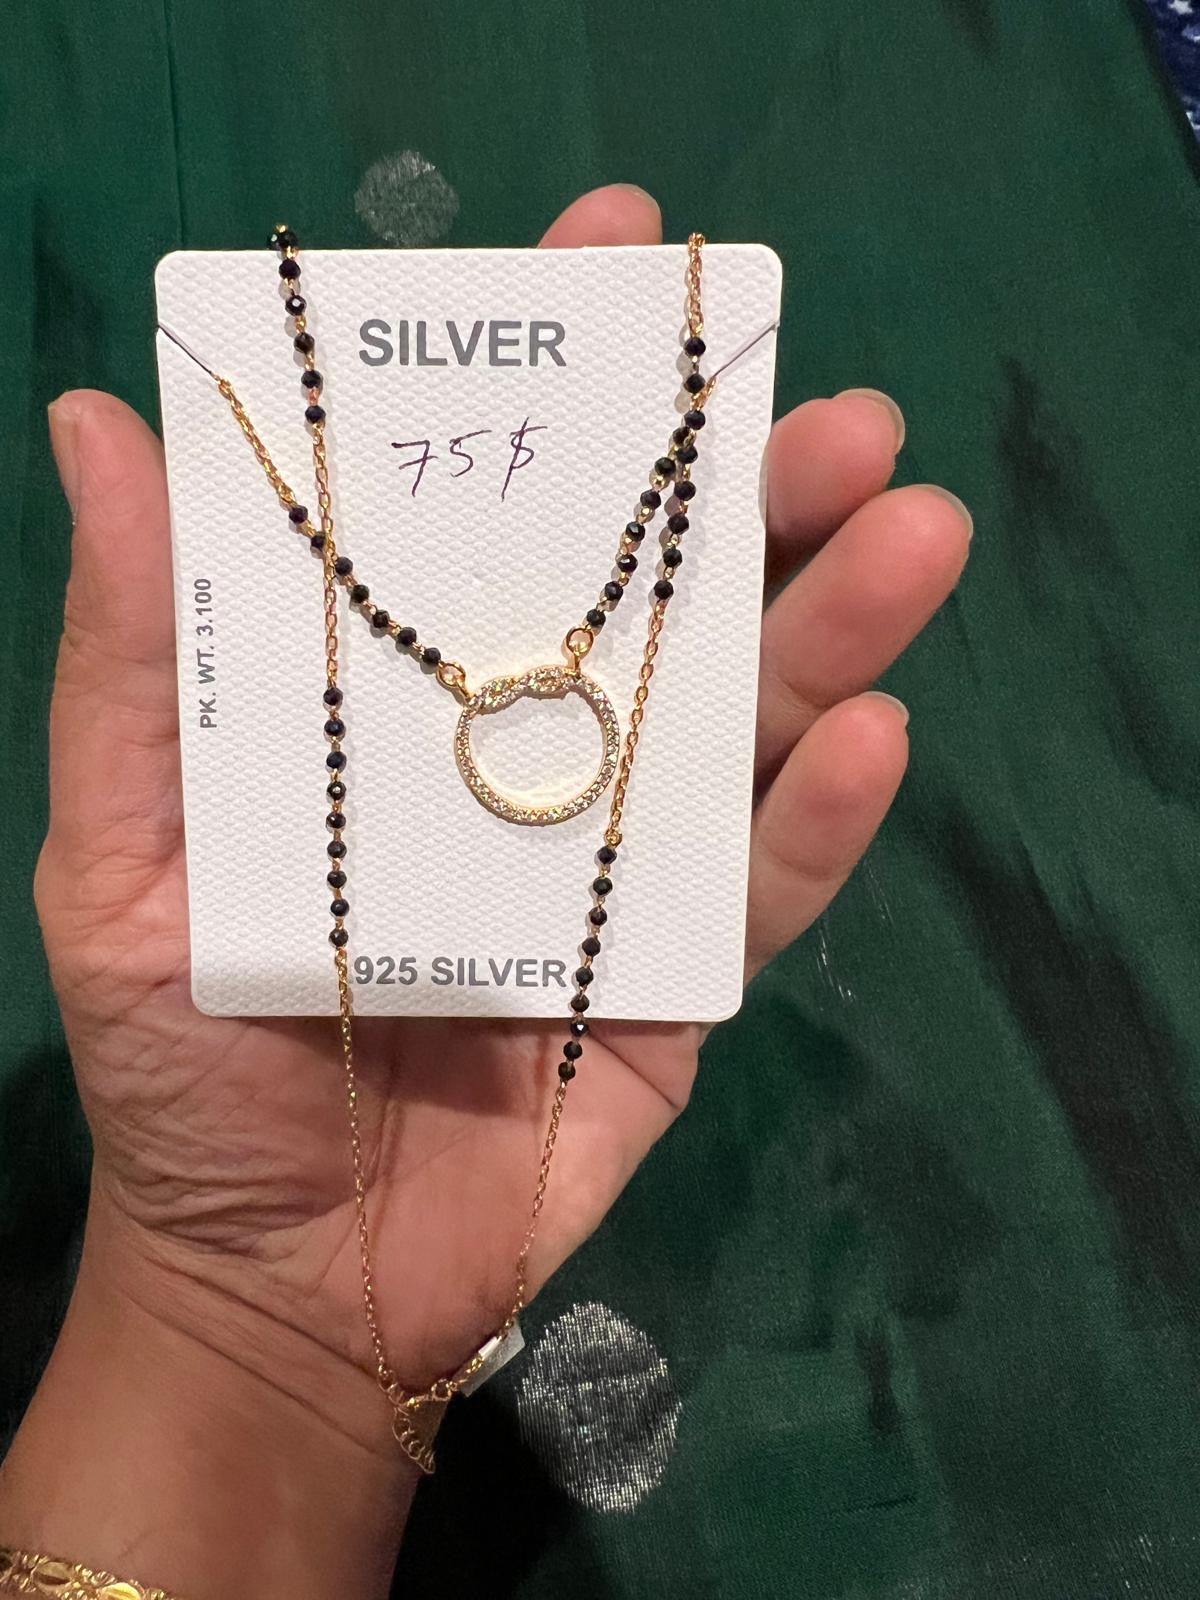 SILVER
75$
PK. WT. 3.100
925 SILVER